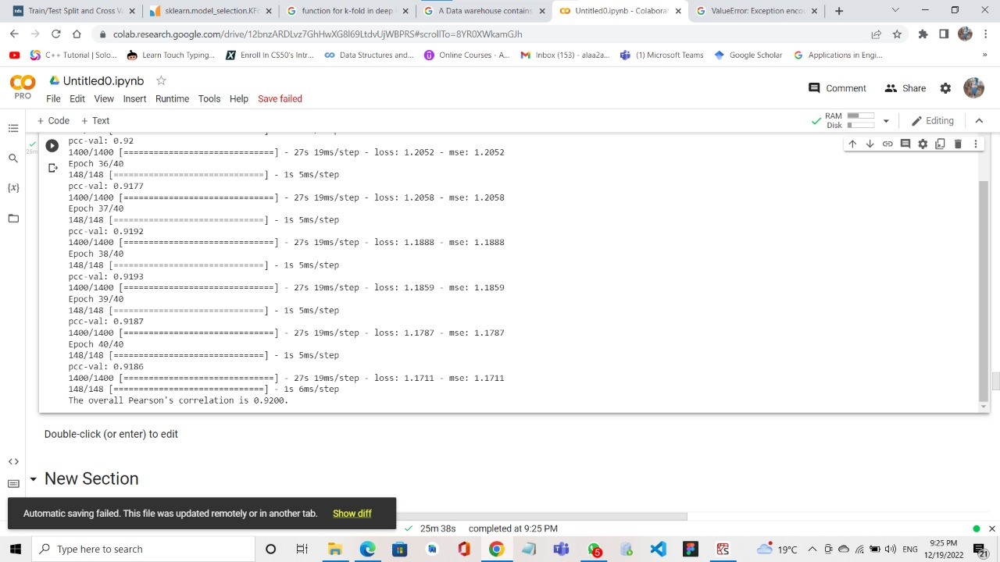 Train/Test Split and Cross Va
sklearn.model_selection.KFo
function for k-fold in deep l
A Data warehouse contains
Untitled0.ipynb - Colaborat
ValueError: Exception enco
colab.research.google.com/drive/12bnzARDLvz7GhHwXG8I69LtdvUjWBPRS#scrollTo=8YR0XWkamGJh
C++ Tutorial | Solo...
Learn Touch Typing...
Enroll In CS50's Intr...
Data Structures and...
Online Courses - A...
Inbox (153) - alaa2a...
(1) Microsoft Teams
Google Scholar
Applications in Engi...
»
PRO
Untitled0.ipynb
File Edit View Insert Runtime Tools Help Save failed
Comment
Share
+ Code + Text
RAM
Disk
Editing
25m
pcc-val: 0.92
1400/1400 [==============================] - 27s 19ms/step - loss: 1.2052 - mse: 1.2052
Epoch 36/40
148/148 [==============================] - 1s 5ms/step
pcc-val: 0.9177
1400/1400 [==============================] - 27s 19ms/step - loss: 1.2058 - mse: 1.2058
Epoch 37/40
148/148 [==============================] - 1s 5ms/step
pcc-val: 0.9192
1400/1400 [==============================] - 27s 19ms/step - loss: 1.1888 - mse: 1.1888
Epoch 38/40
148/148 [==============================] - 1s 5ms/step
pcc-val: 0.9193
1400/1400 [==============================] - 27s 19ms/step - loss: 1.1859 - mse: 1.1859
Epoch 39/40
148/148 [==============================] - 1s 5ms/step
pcc-val: 0.9187
1400/1400 [==============================] - 27s 19ms/step - loss: 1.1787 - mse: 1.1787
Epoch 40/40
148/148 [==============================] - 1s 5ms/step
pcc-val: 0.9186
1400/1400 [==============================] - 27s 19ms/step - loss: 1.1711 - mse: 1.1711
148/148 [==============================] - 1s 6ms/step
The overall Pearson's correlation is 0.9200.
Double-click (or enter) to edit
New Section
Automatic saving failed. This file was updated remotely or in another tab. Show diff
25m 38s completed at 9:25 PM
Type here to search
5
19°C
ENG
9:25 PM
12/19/2022
21